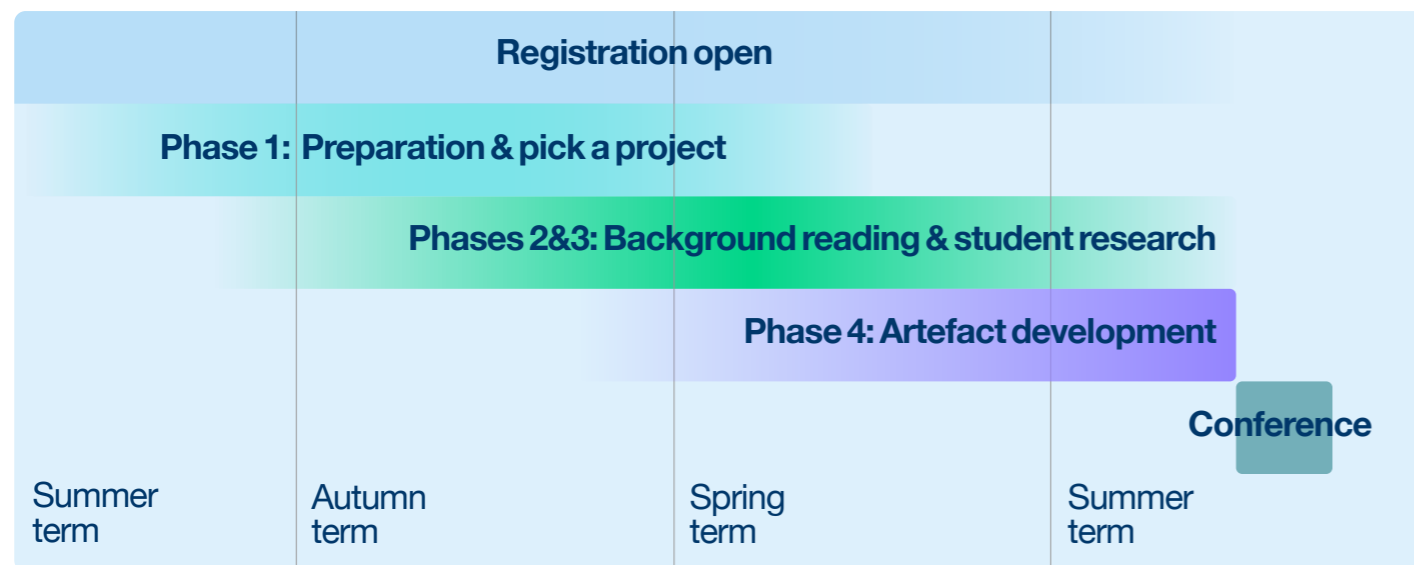 Registration open
Phase 1: Preparation & pick a project
Phases 2&3: Background reading & student research
Phase 4: Artefact development
Conference
Summer
term
Autumn
term
Spring
term
Summer
term